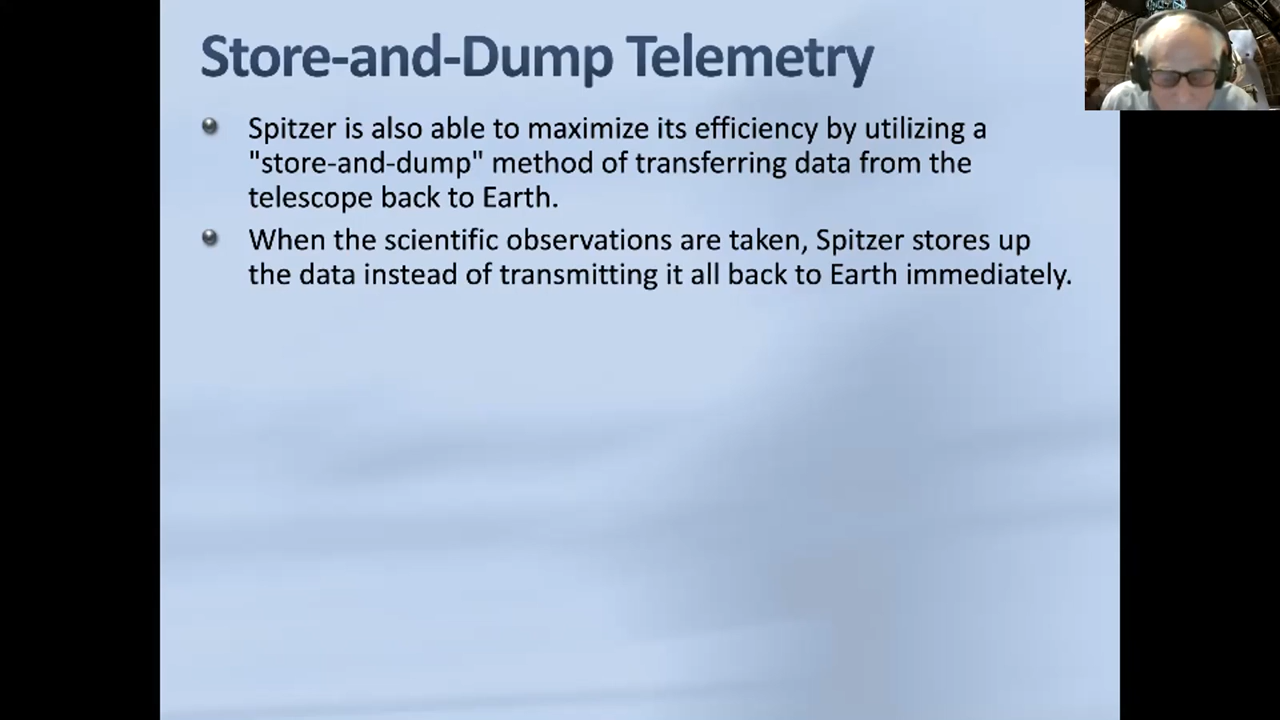 Store-and-Dump Telemetry
Spitzer is also able to maximize its efficiency by utilizing a
"store-and-dump" method of transferring data from the
telescope back to Earth.
When the scientific observations are taken, Spitzer stores up
the data instead of transmitting it all back to Earth immediately.